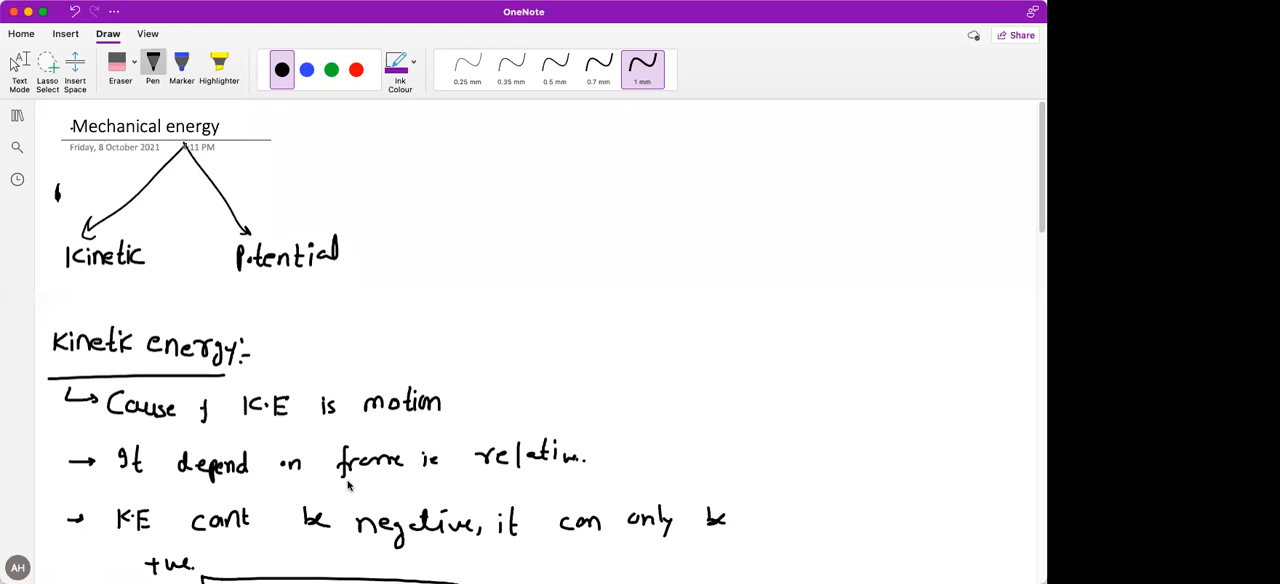 OneNote
Home Insert Draw View
Share
Text Mode
Lasso Select
Insert Space
Eraser
Pen
Marker
Highlighter
Ink Colour
0.25 mm
0.35 mm
0.5 mm
0.7 mm
1 mm
Mechanical energy
Friday, 8 October 2021 11 PM
Kinetic Potential
Kinetic energy:-
Cause of K.E is motion
→ It depend on frame ie relative.
→ K.E cant be negative, it can only be
+ve.
AH